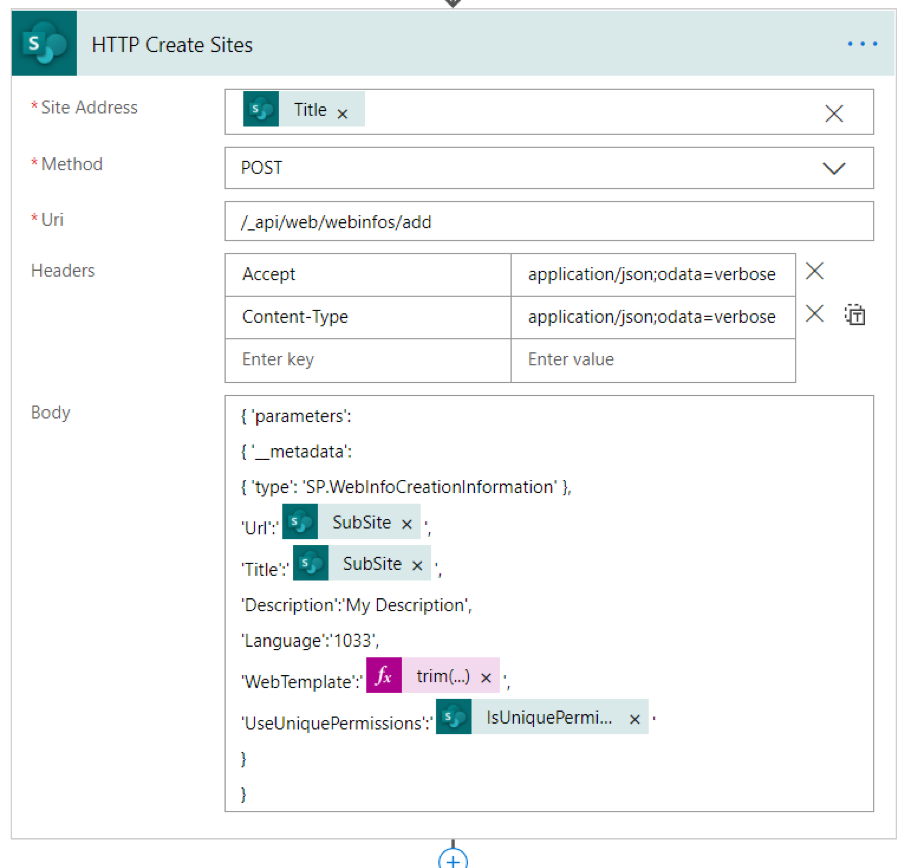 HTTP Create Sites
* Site Address
Title
* Method
POST
* Uri
/_api/web/webinfos/add
Headers
Accept
application/json;odata=verbose
Content-Type
application/json;odata=verbose
Enter key
Enter value
Body
{ 'parameters':
{ '__metadata':
{ 'type': 'SP.WebInfoCreationInformation' },
'Url':' SubSite ',
'Title':' SubSite ',
'Description':'My Description',
'Language':'1033',
'WebTemplate':' fx trim(...) ',
'UseUniquePermissions':' IsUniquePermi... '
}
}